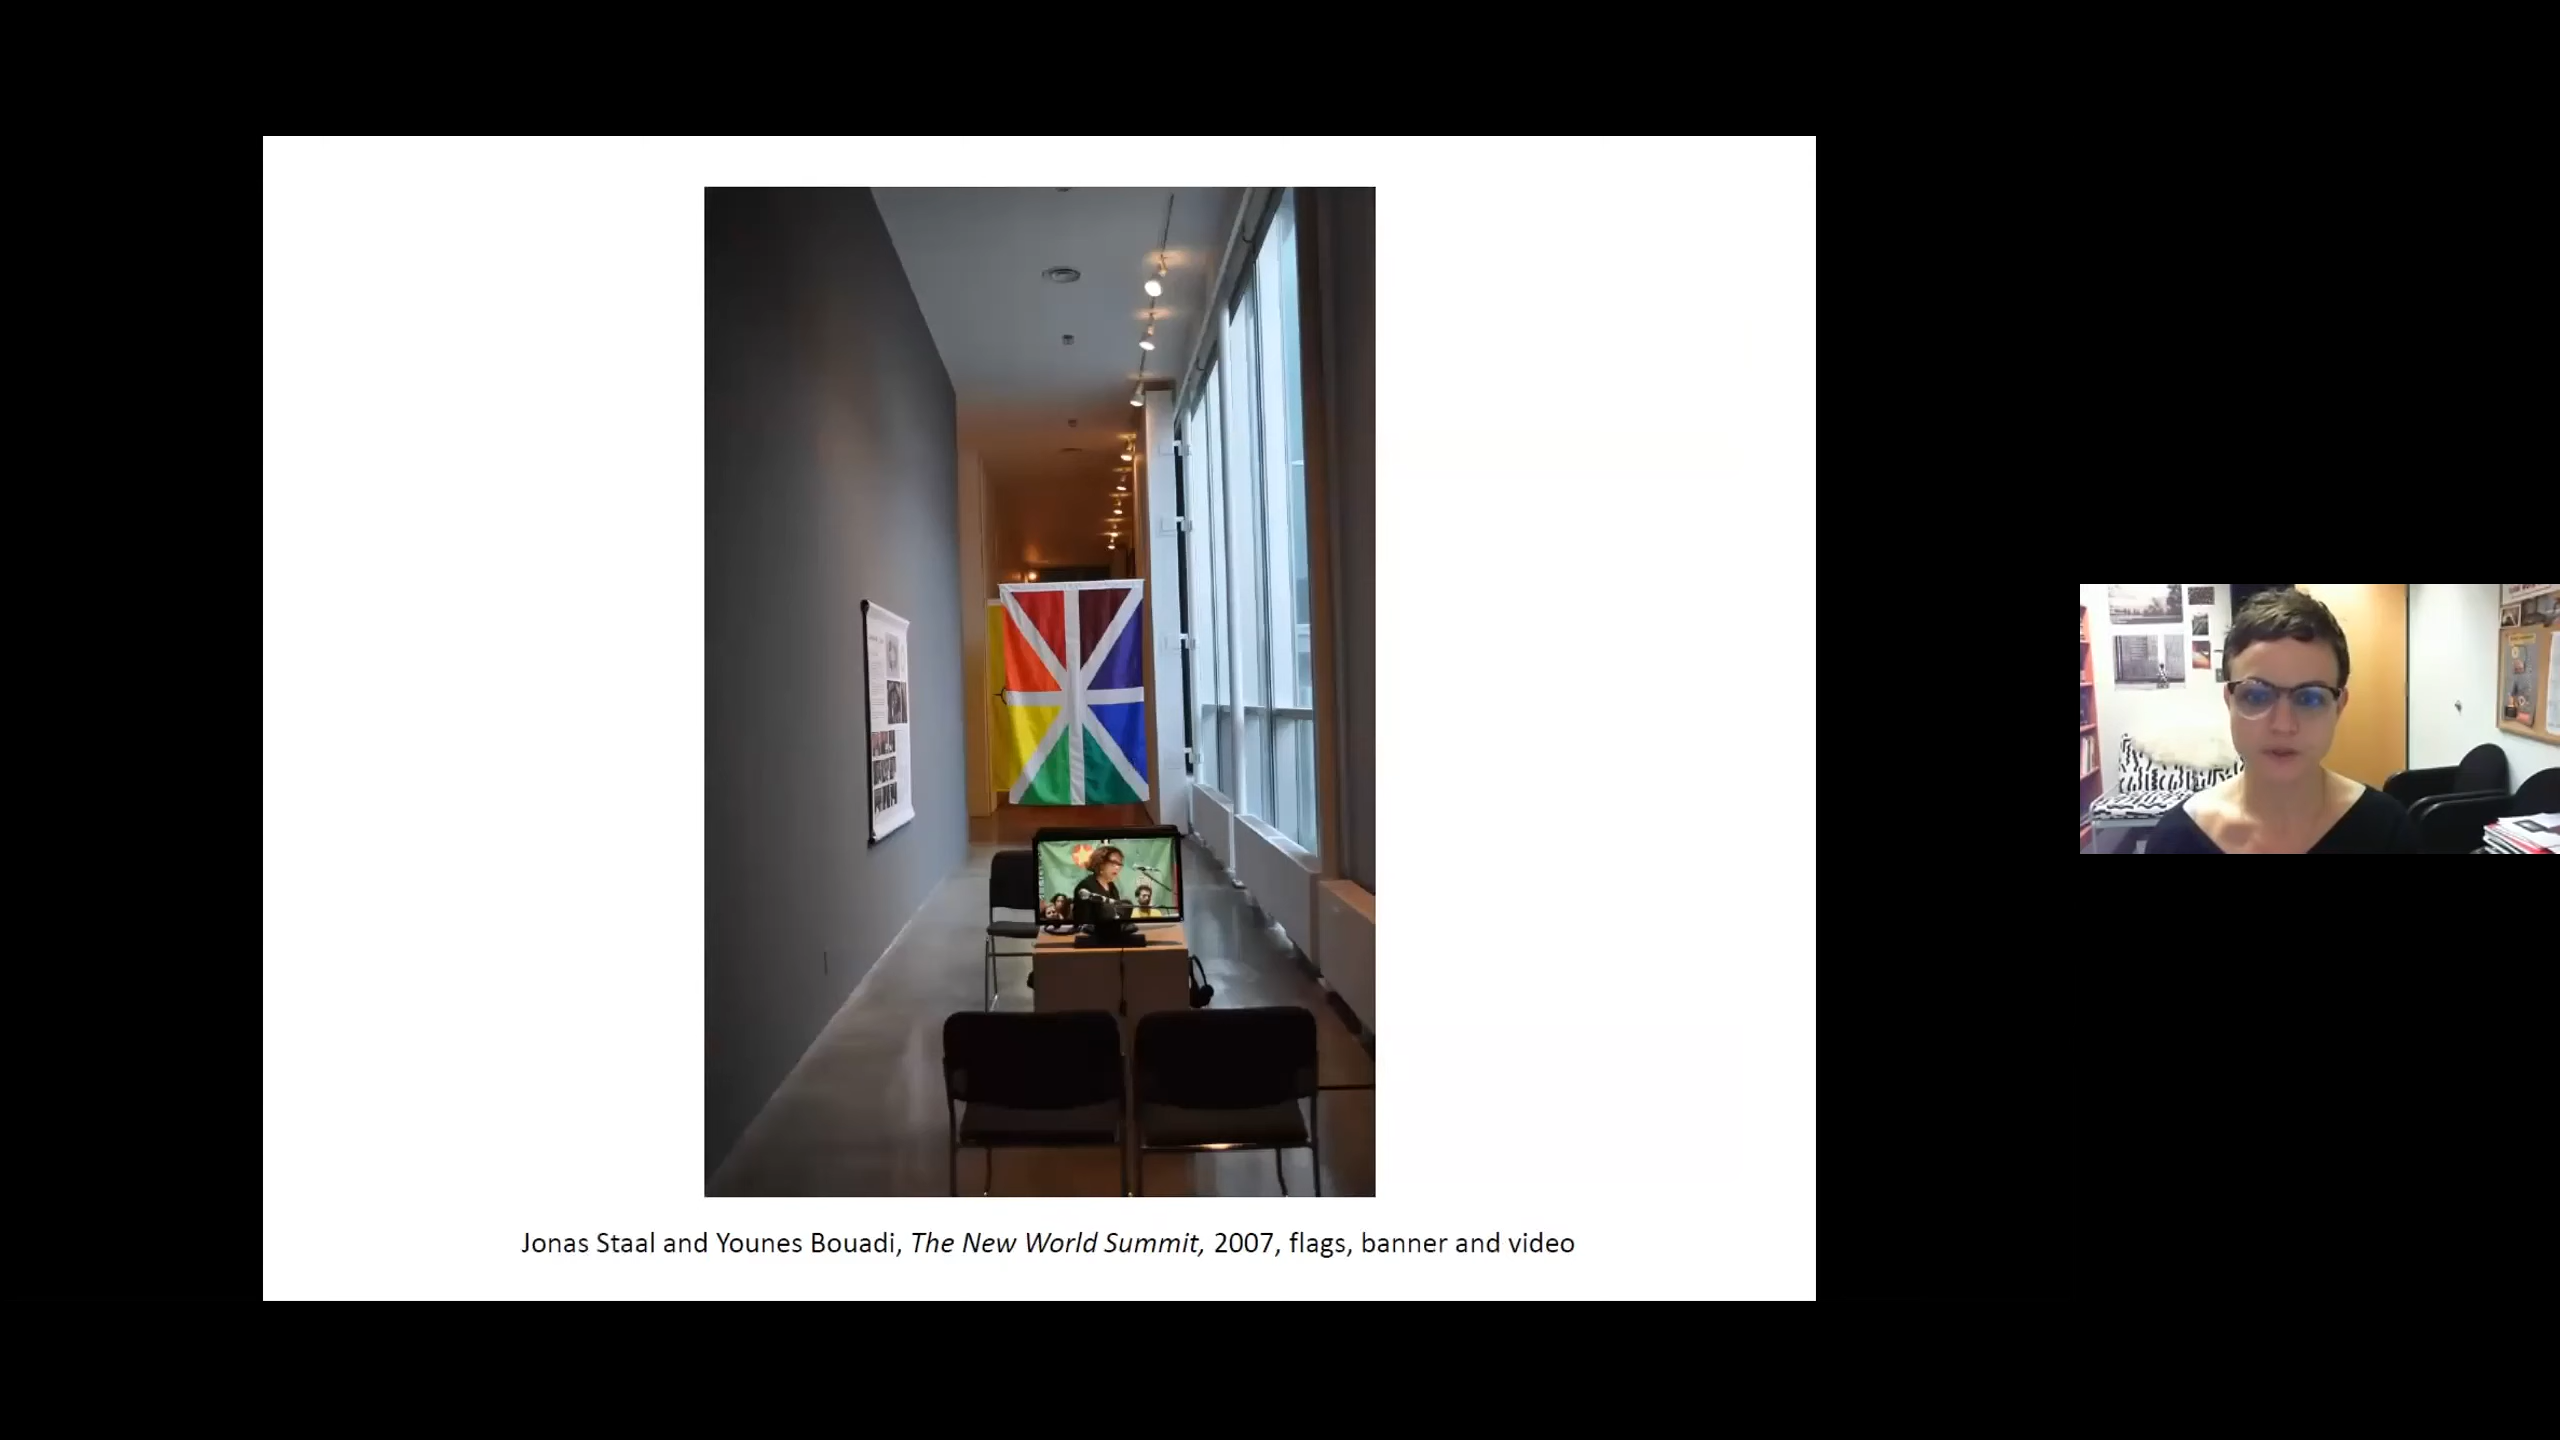 Jonas Staal and Younes Bouadi, The New World Summit, 2007, flags, banner and video